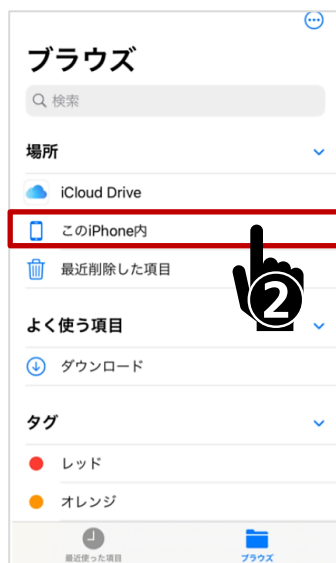 ブラウズ
検索
場所
iCloud Drive
このiPhone内
最近削除した項目
2
よく使う項目
ダウンロード
タグ
レッド
オレンジ
最近使った項目
ブラウズ